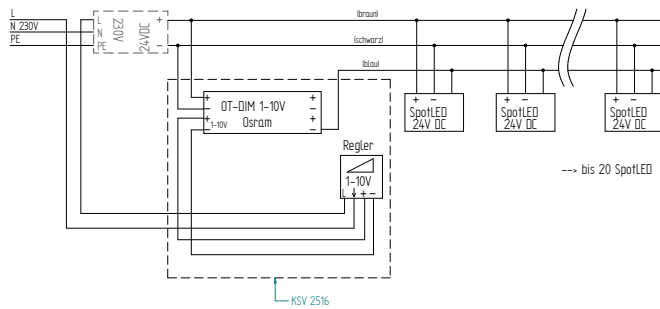 L
N 230V
PE
L
N
PE
230V
24VDC
+
−
(braun)
(schwarz)
(blau)
+
−
+
1-10V
−
OT-DIM 1-10V
Osram
+
−
+
−
Regler
1-10V
L ↓ + −
+ −
SpotLED
24V DC
+ −
SpotLED
24V DC
+ −
SpotLED
24V DC
--> bis 20 SpotLED
KSV 2516